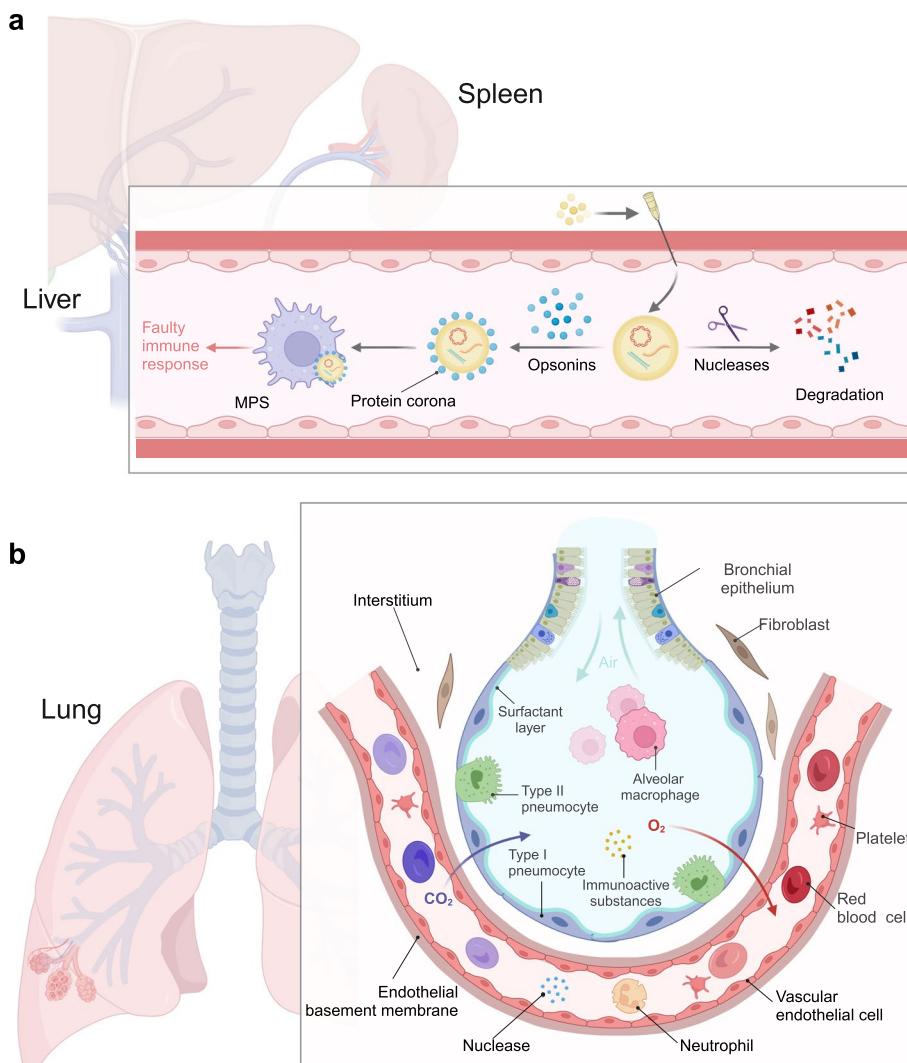 a
Spleen
Liver
Faulty
immune
response
MPS
Protein corona
Opsonins
Nucleases
Degradation
b
Lung
Interstitium
Bronchial
epithelium
Fibroblast
Air
Surfactant
layer
Alveolar
macrophage
Type II
pneumocyte
O₂
Platelet
Type I
pneumocyte
CO₂
Immunoactive
substances
Red
blood cell
Endothelial
basement membrane
Nuclease
Neutrophil
Vascular
endothelial cell